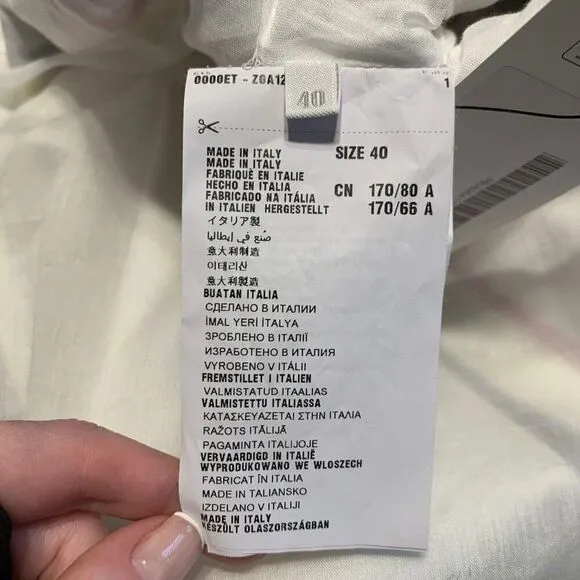 0000ET - Z0A12
1
40
MADE IN ITALY SIZE 40
MADE IN ITALY
FABRIQUÉ EN ITALIE
HECHO EN ITALIA CN 170/80 A
FABRICADO NA ITÁLIA
IN ITALIEN HERGESTELLT 170/66 A
イタリア製
صنع في إيطاليا
意大利制造
이테리산
意大利製造
BUATAN ITALIA
СДЕЛАНО В ИТАЛИИ
İMAL YERİ İTALYA
ЗРОБЛЕНО В ІТАЛІЇ
ИЗРАБОТЕНО В ИТАЛИЯ
VYROBENO V ITÁLII
FREMSTILLET I ITALIEN
VALMISTATUD ITAALIAS
VALMISTETTU ITALIASSA
ΚΑΤΑΣΚΕΥΑΖΕΤΑΙ ΣΤΗΝ ΙΤΑΛΙΑ
RAŽOTS ITĀLIJĀ
PAGAMINTA ITALIJOJE
VERVAARDIGD IN ITALIË
WYPRODUKOWANO WE WLOSZECH
FABRICAT ÎN ITALIA
MADE IN TALIANSKO
IZDELANO V ITALIJI
MADE IN ITALY
KÉSZÜLT OLASZORSZÁGBAN